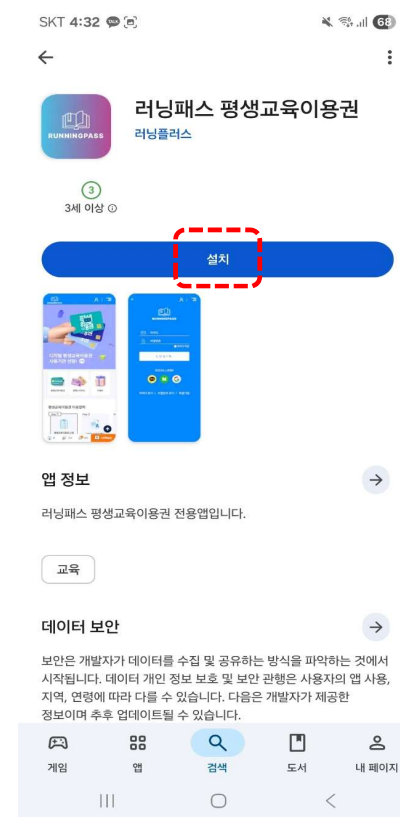 SKT 4:32
68
러닝패스 평생교육이용권
러닝플러스
RUNNINGPASS
3
3세 이상
설치
앱 정보
러닝패스 평생교육이용권 전용앱입니다.
교육
데이터 보안
보안은 개발자가 데이터를 수집 및 공유하는 방식을 파악하는 것에서
시작됩니다. 데이터 개인 정보 보호 및 보안 관행은 사용자의 앱 사용,
지역, 연령에 따라 다를 수 있습니다. 다음은 개발자가 제공한
정보이며 추후 업데이트될 수 있습니다.
게임
앱
검색
도서
내 페이지